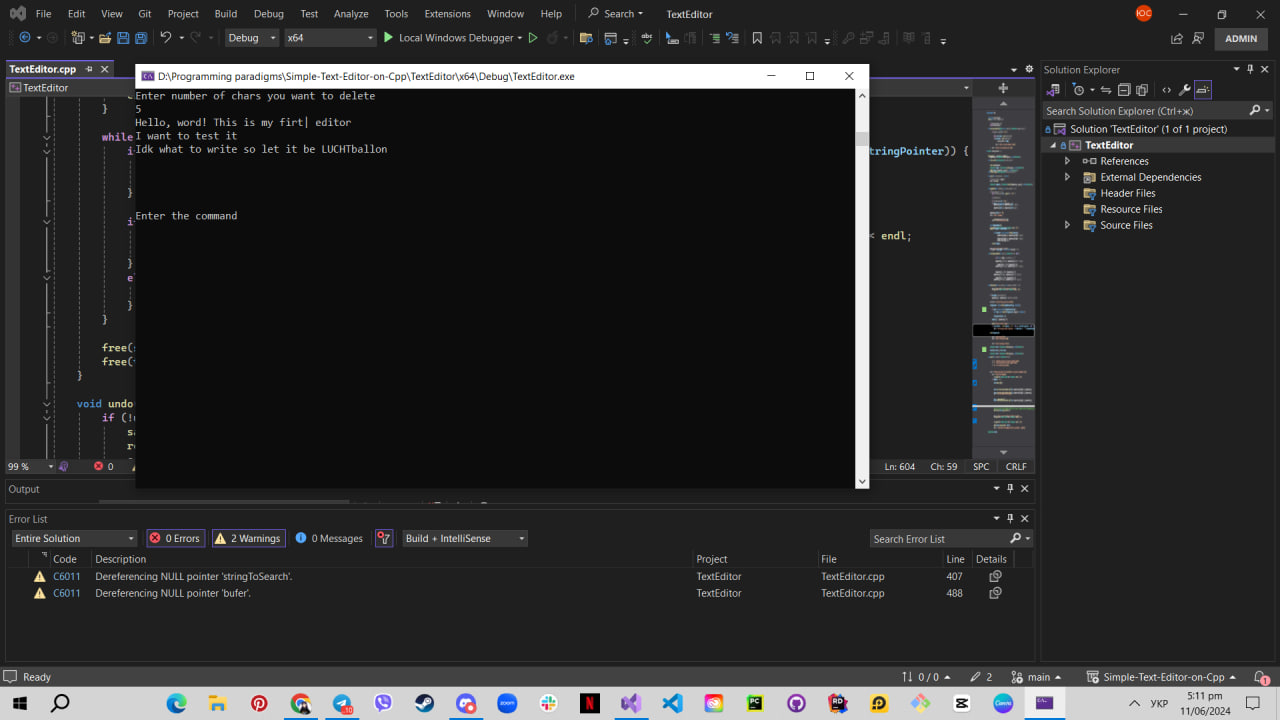 File Edit View Git Project Build Debug Test Analyze Tools Extensions Window Help Search TextEditor
Debug x64 Local Windows Debugger ADMIN
TextEditor.cpp
TextEditor
D:\Programming paradigms\Simple-Text-Editor-on-Cpp\TextEditor\x64\Debug\TextEditor.exe
Enter number of chars you want to delete
5
Hello, word! This is my firt| editor
I want to test it
Idk what to write so let it be LUCHTballon
Enter the command
}
while
i
tringPointer)) {
}
i
< endl;
}
e
}
}
free(
free(
}
void undo
if (!
s
r
99 % 0 Ln: 604 Ch: 59 SPC CRLF
Solution Explorer
Search Solution Explorer (Ctrl+ж)
Solution 'TextEditor' (1 of 1 project)
TextEditor
References
External Dependencies
Header Files
Resource Files
Source Files
Output
Error List
Entire Solution 0 Errors 2 Warnings 0 Messages Build + IntelliSense Search Error List
Code Description Project File Line Details
C6011 Dereferencing NULL pointer 'stringToSearch'. TextEditor TextEditor.cpp 407
C6011 Dereferencing NULL pointer 'bufer'. TextEditor TextEditor.cpp 488
Ready 0 / 0 2 main Simple-Text-Editor-on-Cpp 1
УКР 5:11 pm
11/06/2024